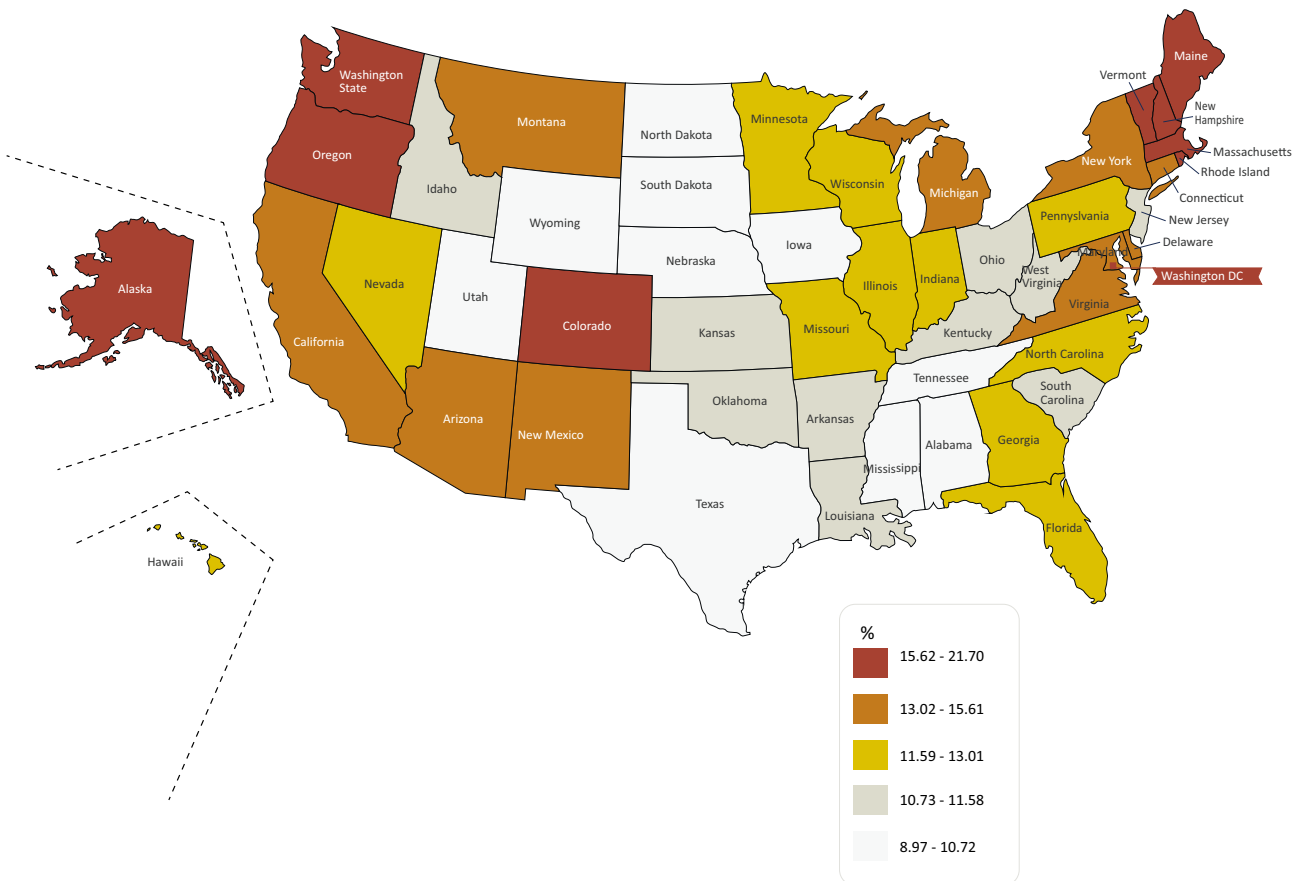 Maine
Vermont
Washington
State
New
Hampshire
Minnesota
Montana
North Dakota
Massachusetts
Oregon
New York
Rhode Island
South Dakota
Wisconsin
Idaho
Michigan
Connecticut
Pennyslvania
New Jersey
Wyoming
Delaware
Iowa
Maryland
Nebraska
Ohio
West
Virginia
Washington DC
Indiana
Nevada
Illinois
Alaska
Utah
Virginia
Colorado
Missouri
Kansas
Kentucky
California
North Carolina
Tennessee
South
Carolina
Oklahoma
Arizona
Arkansas
New Mexico
Georgia
Alabama
Mississippi
Texas
Louisiana
Florida
Hawaii
%
15.62 - 21.70
13.02 - 15.61
11.59 - 13.01
10.73 - 11.58
8.97 - 10.72